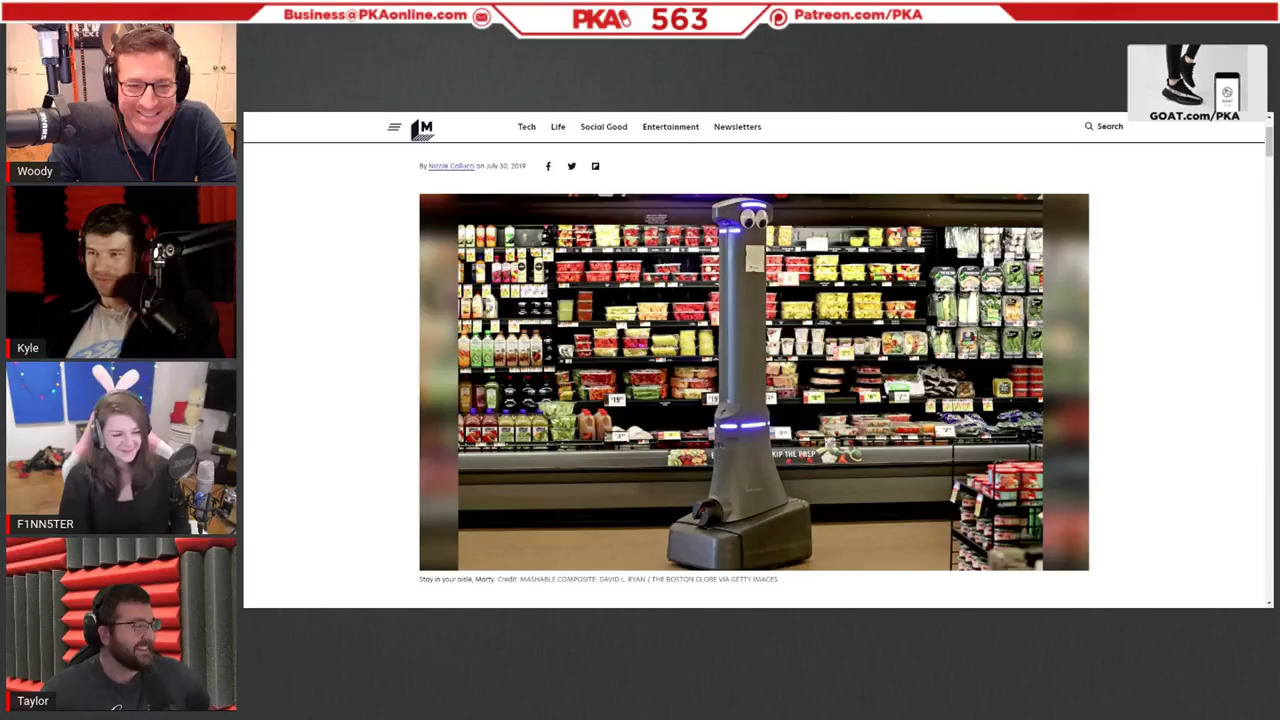 Business@PKAonline.com
PKA 563
Patreon.com/PKA
GOAT
GOAT.com/PKA
M
Tech Life Social Good Entertainment Newsletters
Search
By Nicole Gallucci on July 30, 2019
KIP THE PREP
Stay in your aisle, Marty. Credit: MASHABLE COMPOSITE: DAVID L. RYAN / THE BOSTON GLOBE VIA GETTY IMAGES
Woody
Kyle
F1NN5TER
Taylor